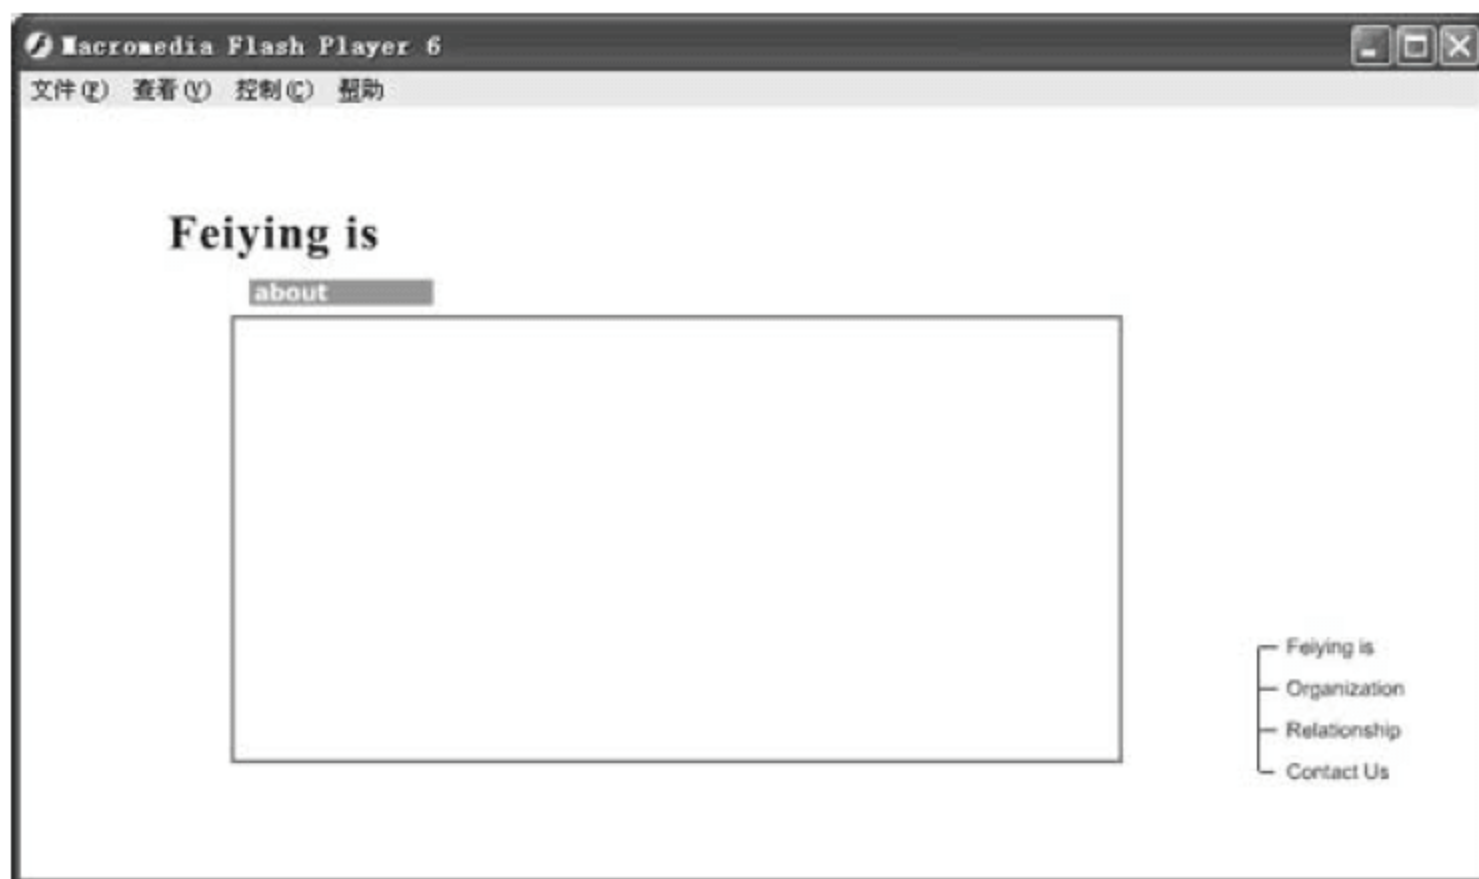 Macromedia Flash Player 6
文件(F) 查看(V) 控制(C) 帮助
Feiying is
about
Feiying is
Organization
Relationship
Contact Us